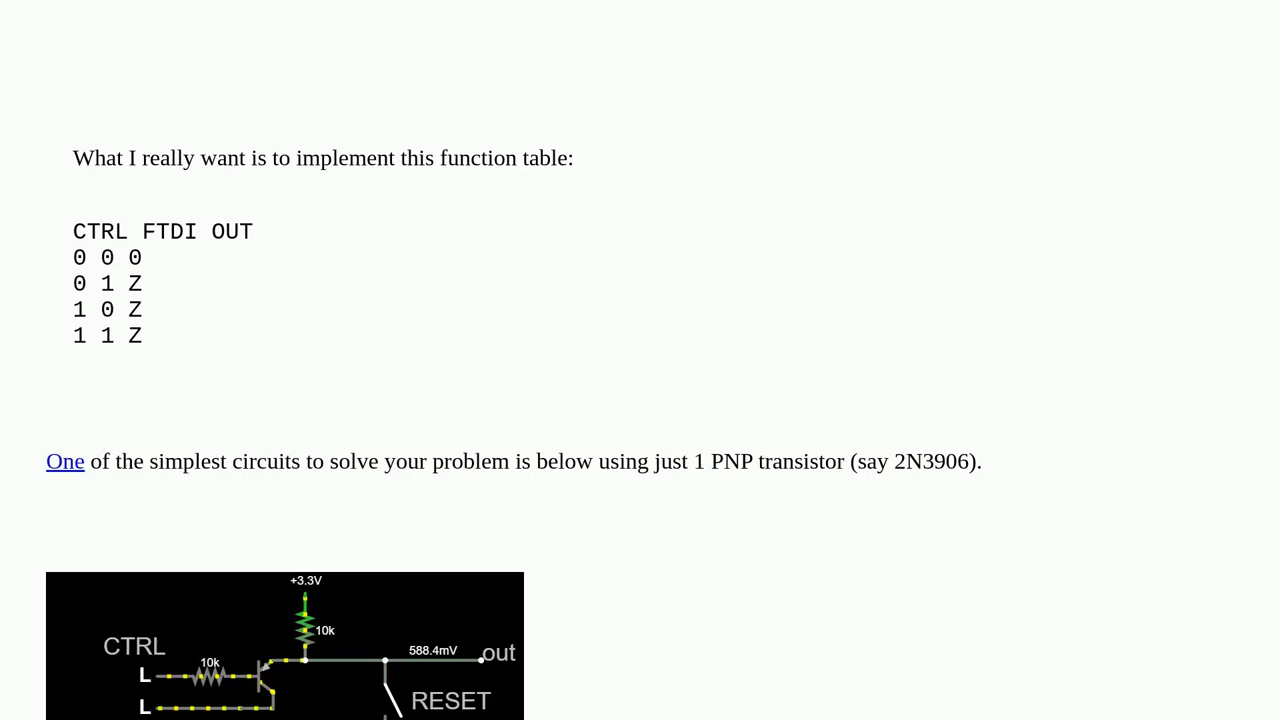 What I really want is to implement this function table:
CTRL FTDI OUT
0 0 0
0 1 Z
1 0 Z
1 1 Z
One of the simplest circuits to solve your problem is below using just 1 PNP transistor (say 2N3906).
+3.3V
10k
CTRL
10k
588.4mV
out
L
RESET
L